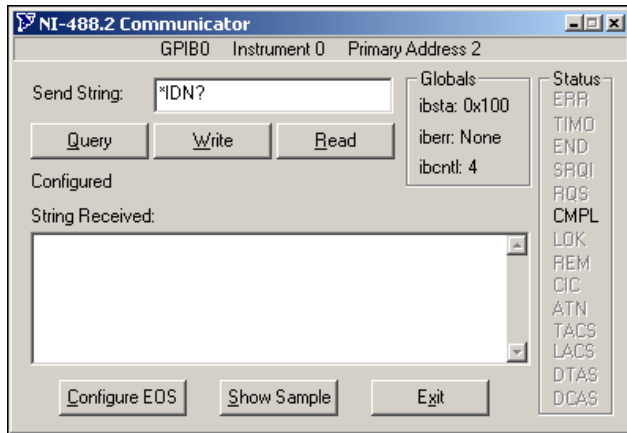 NI-488.2 Communicator
GPIB0 Instrument 0 Primary Address 2
Send String: *IDN?
Query Write Read
Configured
String Received:
Configure EOS Show Sample Exit
Globals
ibsta: 0x100
iberr: None
ibcntl: 4
Status
ERR
TIMO
END
SRQI
RQS
CMPL
LOK
REM
CIC
ATN
TACS
LACS
DTAS
DCAS